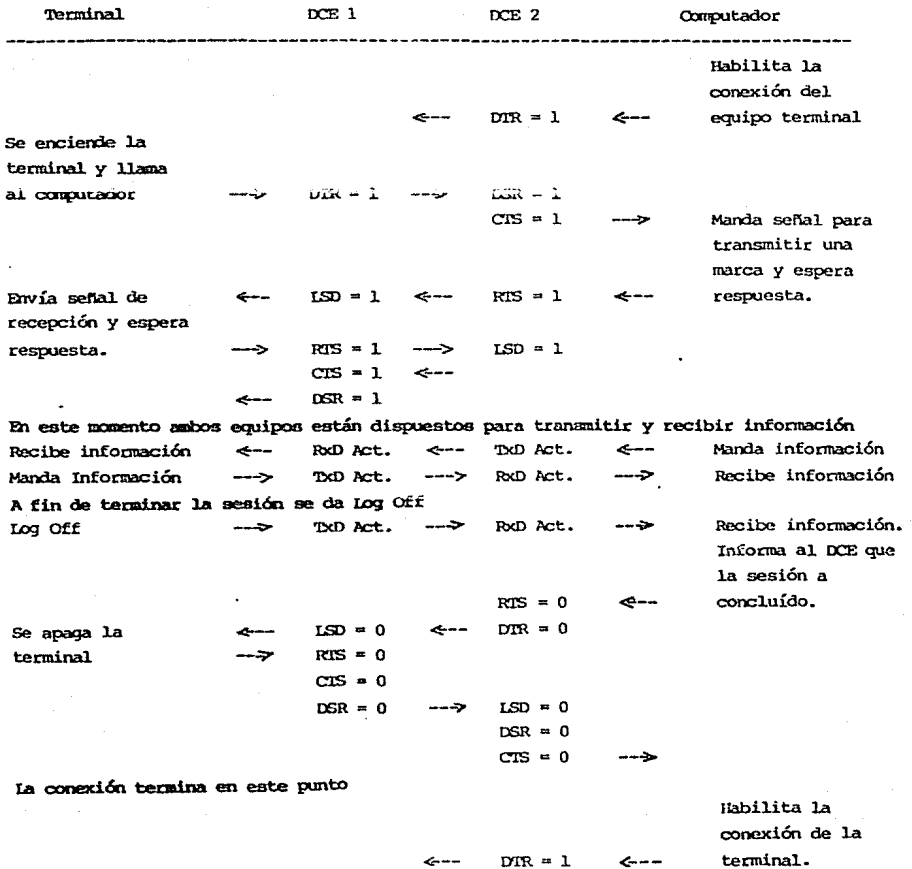 Terminal DCE 1 DCE 2 Computador
--------------------------------------------------------------------
Habilita la
conexión del
<--- DTR = 1 <--- equipo terminal
Se enciende la
terminal y llama
al computador ---> DTR = 1 ---> DSR = 1
CTS = 1 ---> Manda señal para
transmitir una
marca y espera
Envía señal de <--- LSD = 1 <--- RTS = 1 <--- respuesta.
recepción y espera
respuesta. ---> RTS = 1 ---> LSD = 1
CTS = 1 <---
<--- DSR = 1
En este momento ambos equipos están dispuestos para transmitir y recibir información
Recibe información <--- RxD Act. <--- TxD Act. <--- Manda información
Manda Información ---> TxD Act. ---> RxD Act. ---> Recibe información
A fin de terminar la sesión se da Log Off
Log Off ---> TxD Act. ---> RxD Act. ---> Recibe información.
Informa al DCE que
la sesión a
RTS = 0 <--- concluído.
Se apaga la <--- LSD = 0 <--- DTR = 0
terminal ---> RTS = 0
CTS = 0
DSR = 0 ---> LSD = 0
DSR = 0
CTS = 0 --->
La conexión termina en este punto
Habilita la
conexión de la
<--- DTR = 1 <--- terminal.